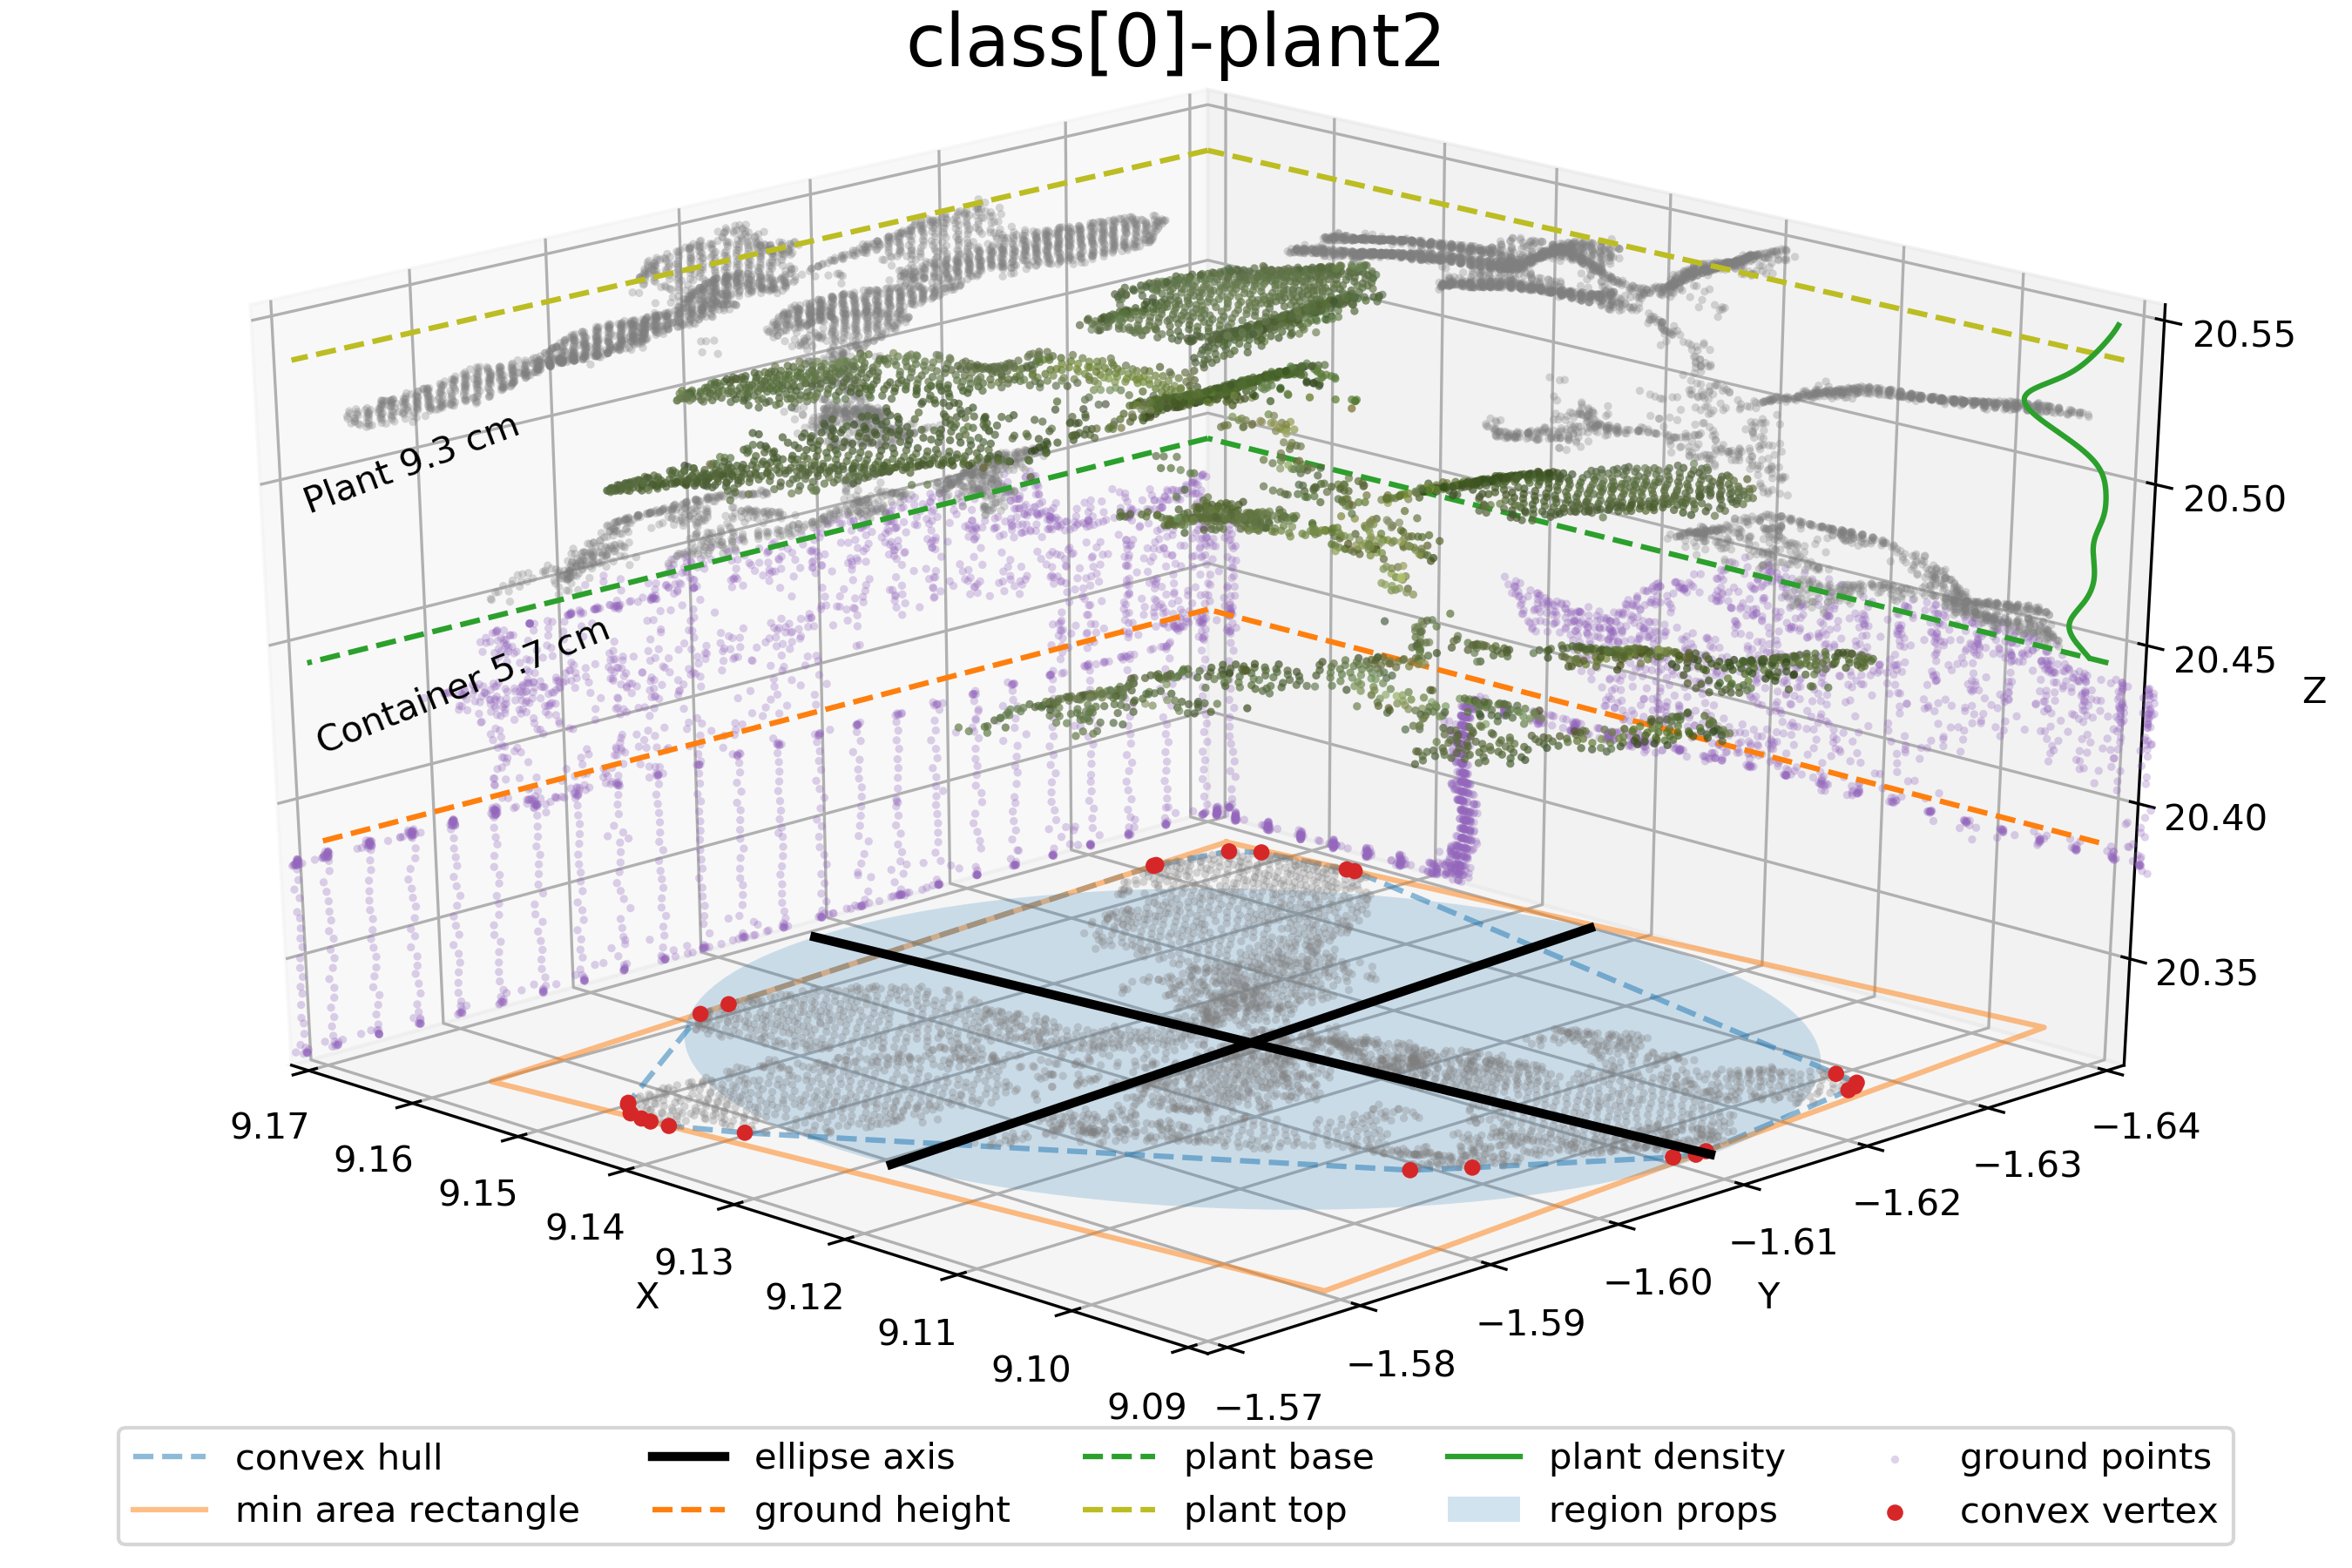 class[0]-plant2
Plant 9.3 cm
Container 5.7 cm
20.55
20.50
20.45
20.40
20.35
Z
9.17
9.16
9.15
9.14
9.13
9.12
9.11
9.10
9.09
X
−1.64
−1.63
−1.62
−1.61
−1.60
−1.59
−1.58
−1.57
Y
convex hull
min area rectangle
ellipse axis
ground height
plant base
plant top
plant density
region props
ground points
convex vertex